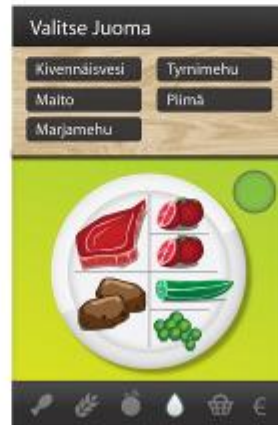 Valitse Juoma
Kivennäisvesi Tyrnimehu
Maito Piimä
Marjamehu
€